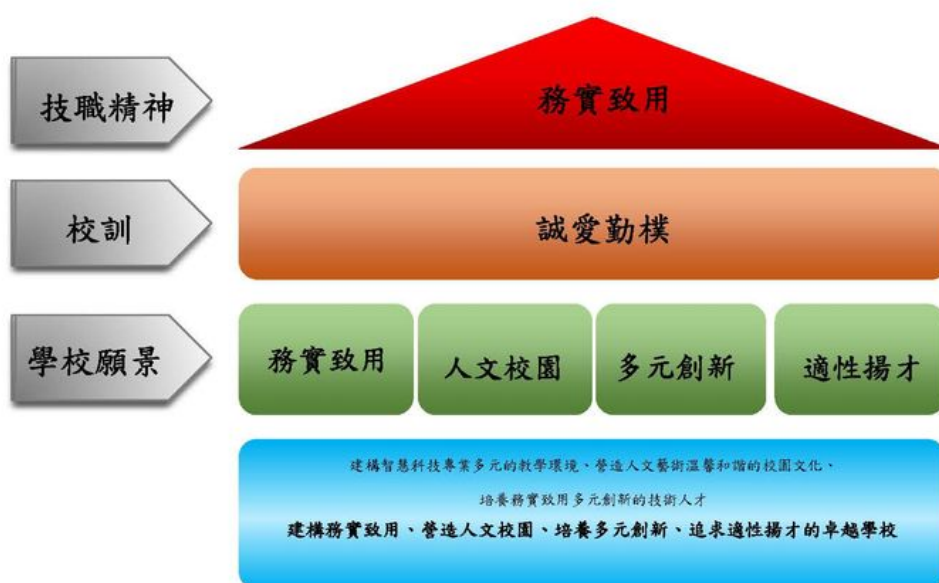 技職精神
務實致用
校訓
誠愛勤樸
學校願景
務實致用
人文校園
多元創新
適性揚才
建構智慧科技專業多元的教學環境、營造人文藝術溫馨和諧的校園文化、
培養務實致用多元創新的技術人才
建構務實致用、營造人文校園、培養多元創新、追求適性揚才的卓越學校